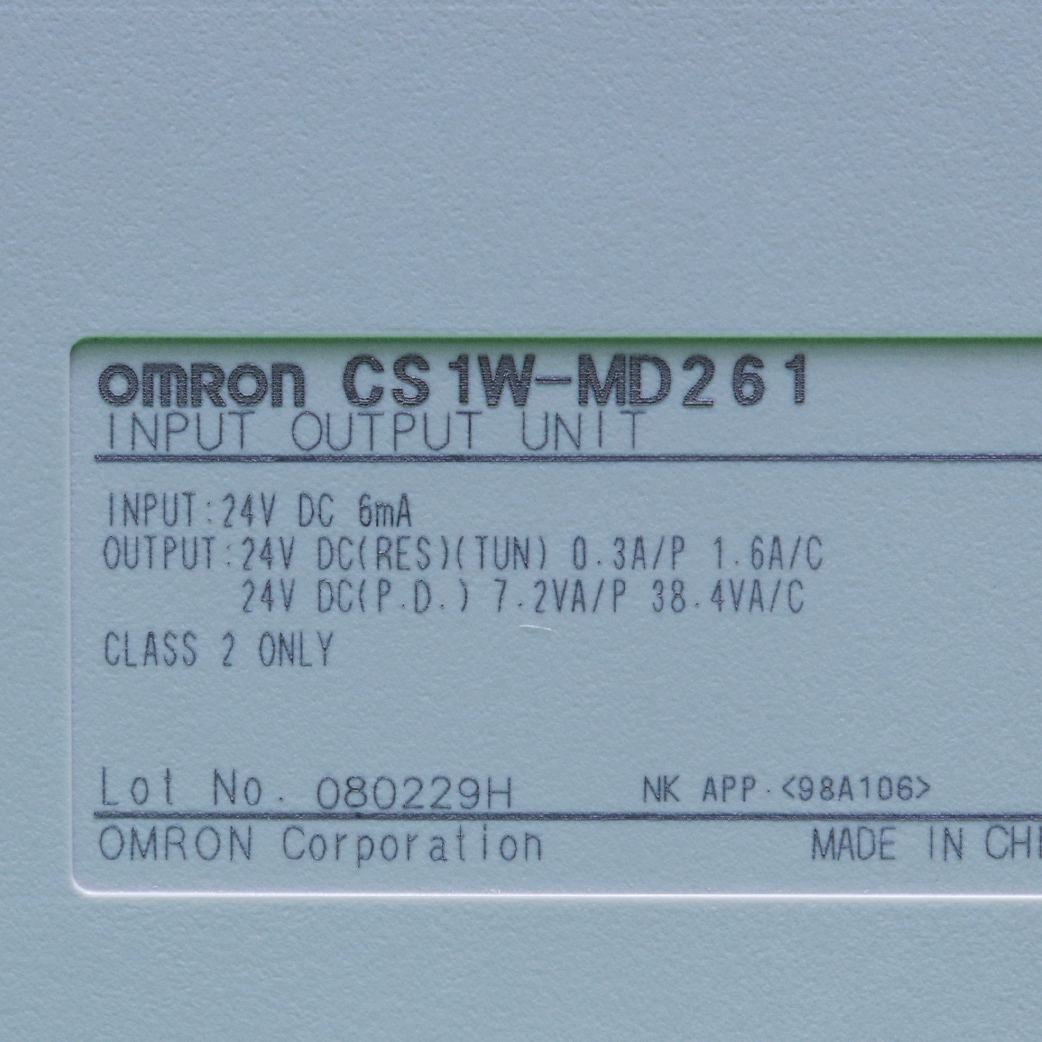 omron CS1W-MD261
INPUT OUTPUT UNIT
INPUT:24V DC 6mA
OUTPUT:24V DC(RES)(TUN) 0.3A/P 1.6A/C
24V DC(P.D.) 7.2VA/P 38.4VA/C
CLASS 2 ONLY
Lot No. 080229H NK APP.<98A106>
OMRON Corporation MADE IN